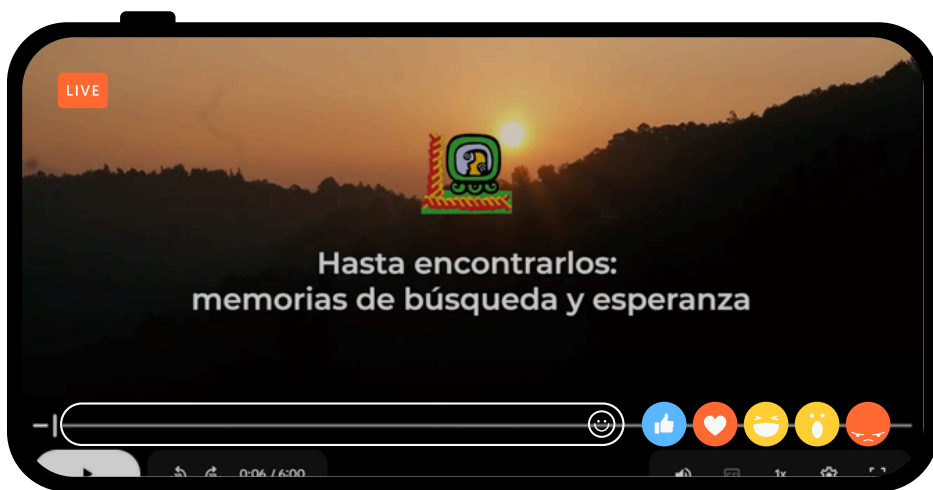 LIVE
Hasta encontrarlos:
memorias de búsqueda y esperanza
0:06 / 6:00
1x